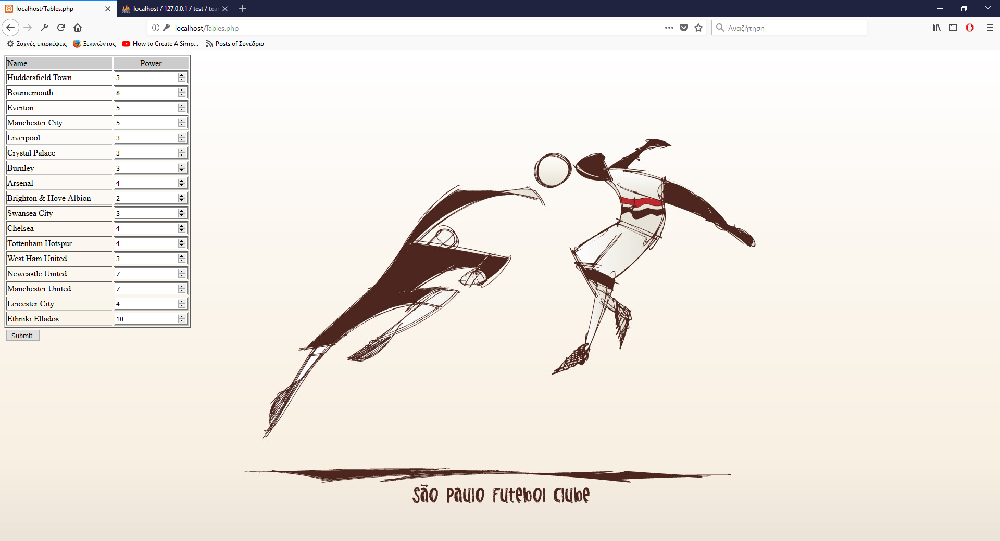 localhost/Tables.php
localhost / 127.0.0.1 / test / tea
localhost/Tables.php
Αναζήτηση
Συχνές επισκέψεις
Ξεκινώντας
How to Create A Simp...
Posts of Συνέδρια
Name Power
Huddersfield Town 3
Bournemouth 8
Everton 5
Manchester City 5
Liverpool 3
Crystal Palace 3
Burnley 3
Arsenal 4
Brighton & Hove Albion 2
Swansea City 3
Chelsea 4
Tottenham Hotspur 4
West Ham United 3
Newcastle United 7
Manchester United 7
Leicester City 4
Ethniki Ellados 10
Submit
São Paulo Futebol Clube